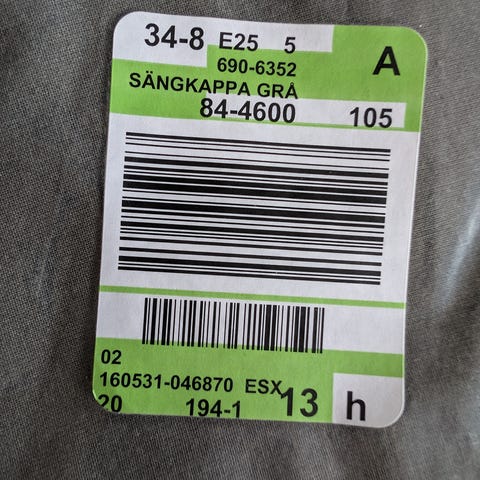 34-8 E25 5
690-6352 A
SÄNGKAPPA GRÅ
84-4600 105
02
160531-046870 ESX
20 194-1 13 h